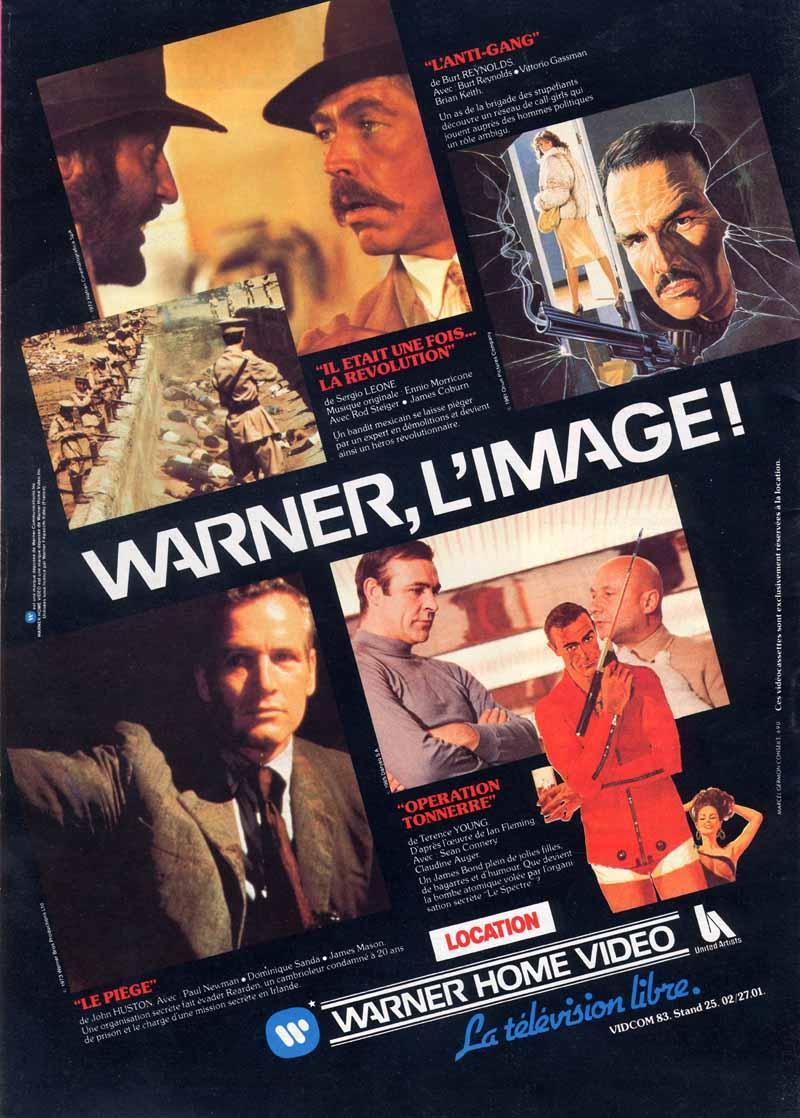 "L'ANTI-GANG"
de Burt REYNOLDS.
Avec : Burt Reynolds • Vittorio Gassman
Brian Keith.
Un as de la brigade des stupéfiants
découvre un réseau de call girls qui
jouent auprès des hommes politiques
un rôle ambigu.
"IL ETAIT UNE FOIS...
LA REVOLUTION"
de Sergio LEONE
Musique originale : Ennio Morricone
Avec Rod Steiger • James Coburn
Un bandit mexicain se laisse piéger
par un expert en démolitions et devient
ainsi un héros révolutionnaire.
WARNER, L'IMAGE!
"OPERATION
TONNERRE"
de Terence YOUNG
D'après l'œuvre de Ian Fleming
Avec : Sean Connery
Claudine Auger
Un James Bond plein de jolies filles,
de bagarres et d'humour. Que devient
la bombe atomique volée par l'organi
sation secrète "Le Spectre" ?
"LE PIÈGE"
de John HUSTON. Avec : Paul Newman • Dominique Sanda • James Mason.
Une organisation secrète fait évader Rearden, un cambrioleur condamné à 20 ans
de prison et le charge d'une mission secrète en Irlande.
LOCATION
WARNER HOME VIDEO
United Artists
La télévision libre.
VIDCOM 83. Stand 25. 02/27.01.
Ces vidéocassettes sont exclusivement réservées à la location.
© 1973 Warner Bros Productions Ltd